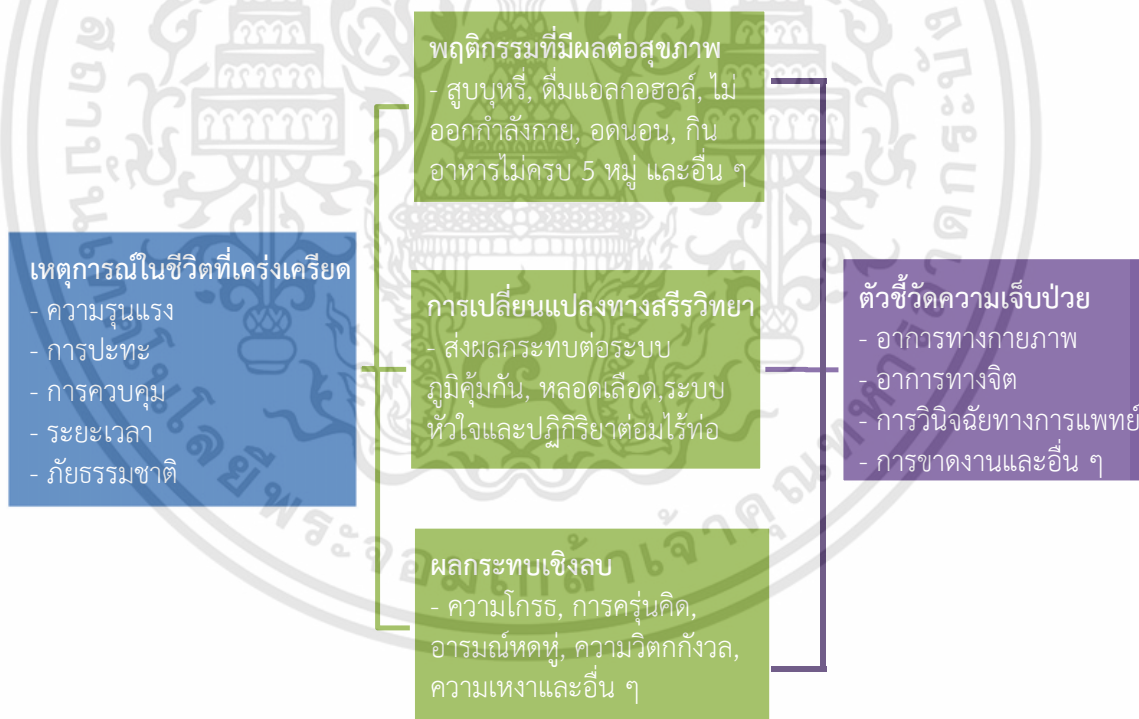 พฤติกรรมที่มีผลต่อสุขภาพ
- สูบบุหรี่, ดื่มแอลกอฮอล์, ไม่
ออกกำลังกาย, อดนอน, กิน
อาหารไม่ครบ 5 หมู่ และอื่น ๆ
เหตุการณ์ในชีวิตที่เคร่งเครียด
- ความรุนแรง
- การปะทะ
- การควบคุม
- ระยะเวลา
- ภัยธรรมชาติ
การเปลี่ยนแปลงทางสรีรวิทยา
- ส่งผลกระทบต่อระบบ
ภูมิคุ้มกัน, หลอดเลือด,ระบบ
หัวใจและปฏิกิริยาต่อมไร้ท่อ
ตัวชี้วัดความเจ็บป่วย
- อาการทางกายภาพ
- อาการทางจิต
- การวินิจฉัยทางการแพทย์
- การขาดงานและอื่น ๆ
ผลกระทบเชิงลบ
- ความโกรธ, การครุ่นคิด,
อารมณ์หดหู่, ความวิตกกังวล,
ความเหงาและอื่น ๆ